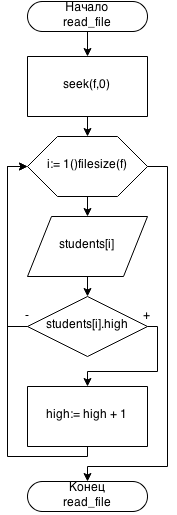 Начало
read_file
seek(f,0)
i:= 1()filesize(f)
students[i]
-
+
students[i].high
high:= high + 1
Конец
read_file